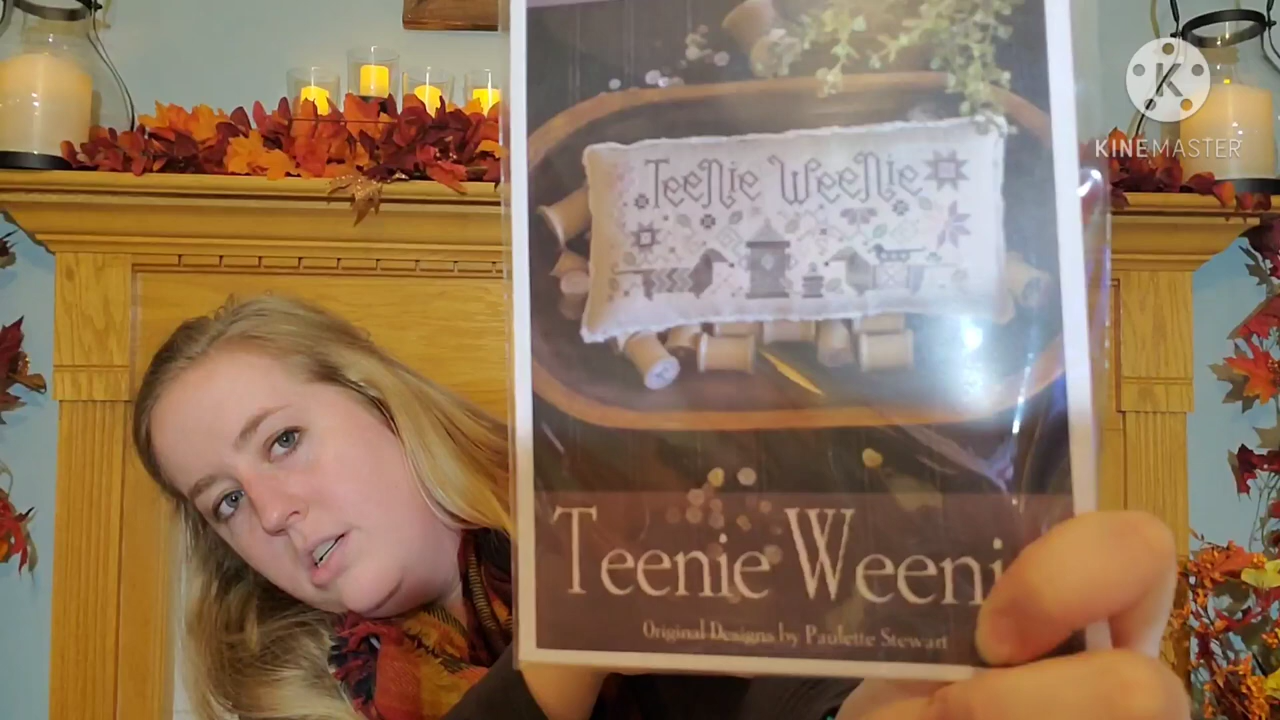 K
KINEMASTER
TeeNie WeeNie
Teenie Weeni
Original Designs by Paulette Stewart